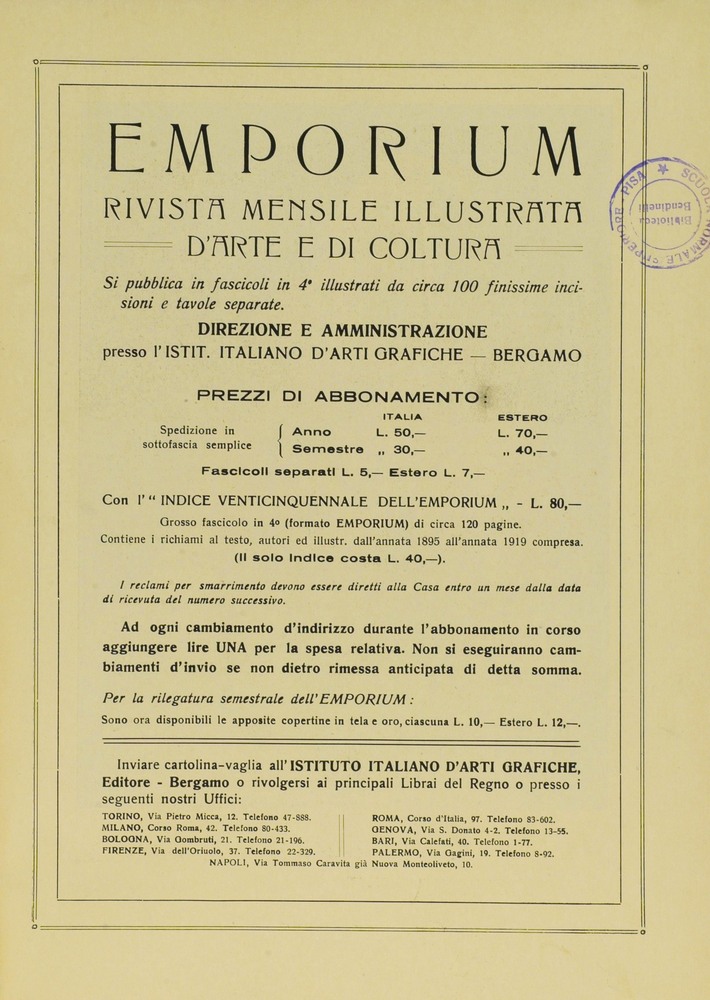 EMPORIUM
RIVISTA MENSILE ILLUSTRATA
D'ARTE E DI COLTURA
Si pubblica in fascicoli in 4º illustrati da circa 100 finissime inci-
sioni e tavole separate.
DIREZIONE E AMMINISTRAZIONE
presso l'ISTIT. ITALIANO D'ARTI GRAFICHE — BERGAMO
PREZZI DI ABBONAMENTO:
ITALIA ESTERO
Spedizione in sottofascia semplice { Anno L. 50,— L. 70,—
Semestre „ 30,— „ 40,—
Fascicoli separati L. 5,— Estero L. 7,—
Con l'“ INDICE VENTICINQUENNALE DELL'EMPORIUM „ - L. 80,—
Grosso fascicolo in 4º (formato EMPORIUM) di circa 120 pagine.
Contiene i richiami al testo, autori ed illustr. dall'annata 1895 all'annata 1919 compresa.
(Il solo Indice costa L. 40,—).
I reclami per smarrimento devono essere diretti alla Casa entro un mese dalla data
di ricevuta del numero successivo.
Ad ogni cambiamento d'indirizzo durante l'abbonamento in corso
aggiungere lire UNA per la spesa relativa. Non si eseguiranno cam-
biamenti d'invio se non dietro rimessa anticipata di detta somma.
Per la rilegatura semestrale dell'EMPORIUM :
Sono ora disponibili le apposite copertine in tela e oro, ciascuna L. 10,— Estero L. 12,—.
Inviare cartolina-vaglia all'ISTITUTO ITALIANO D'ARTI GRAFICHE,
Editore - Bergamo o rivolgersi ai principali Librai del Regno o presso i
seguenti nostri Uffici:
TORINO, Via Pietro Micca, 12. Telefono 47-888.
MILANO, Corso Roma, 42. Telefono 80-433.
BOLOGNA, Via Gombruti, 21. Telefono 21-196.
FIRENZE, Via dell'Oriuolo, 37. Telefono 22-329.
ROMA, Corso d'Italia, 97. Telefono 83-602.
GENOVA, Via S. Donato 4-2. Telefono 13-55.
BARI, Via Calefati, 40. Telefono 1-77.
PALERMO, Via Gagini, 19. Telefono 8-92.
NAPOLI, Via Tommaso Caravita già Nuova Monteoliveto, 10.
PISA ★ SCUOLA NORMALE SUPERIORE
Biblioteca